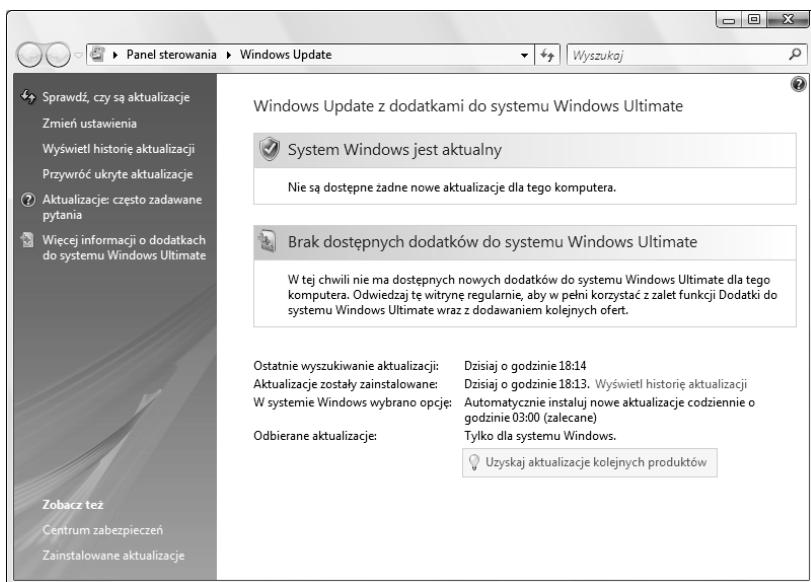 Panel sterowania
Windows Update
Wyszukaj
Sprawdź, czy są aktualizacje
Zmień ustawienia
Wyświetl historię aktualizacji
Przywróć ukryte aktualizacje
Aktualizacje: często zadawane
pytania
Więcej informacji o dodatkach
do systemu Windows Ultimate
Zobacz też
Centrum zabezpieczeń
Zainstalowane aktualizacje
Windows Update z dodatkami do systemu Windows Ultimate
System Windows jest aktualny
Nie są dostępne żadne nowe aktualizacje dla tego komputera.
Brak dostępnych dodatków do systemu Windows Ultimate
W tej chwili nie ma dostępnych nowych dodatków do systemu Windows Ultimate dla tego
komputera. Odwiedzaj tę witrynę regularnie, aby w pełni korzystać z zalet funkcji Dodatki do
systemu Windows Ultimate wraz z dodawaniem kolejnych ofert.
Ostatnie wyszukiwanie aktualizacji: Dzisiaj o godzinie 18:14
Aktualizacje zostały zainstalowane: Dzisiaj o godzinie 18:13. Wyświetl historię aktualizacji
W systemie Windows wybrano opcję: Automatycznie instaluj nowe aktualizacje codziennie o
godzinie 03:00 (zalecane)
Odbierane aktualizacje: Tylko dla systemu Windows.
Uzyskaj aktualizacje kolejnych produktów